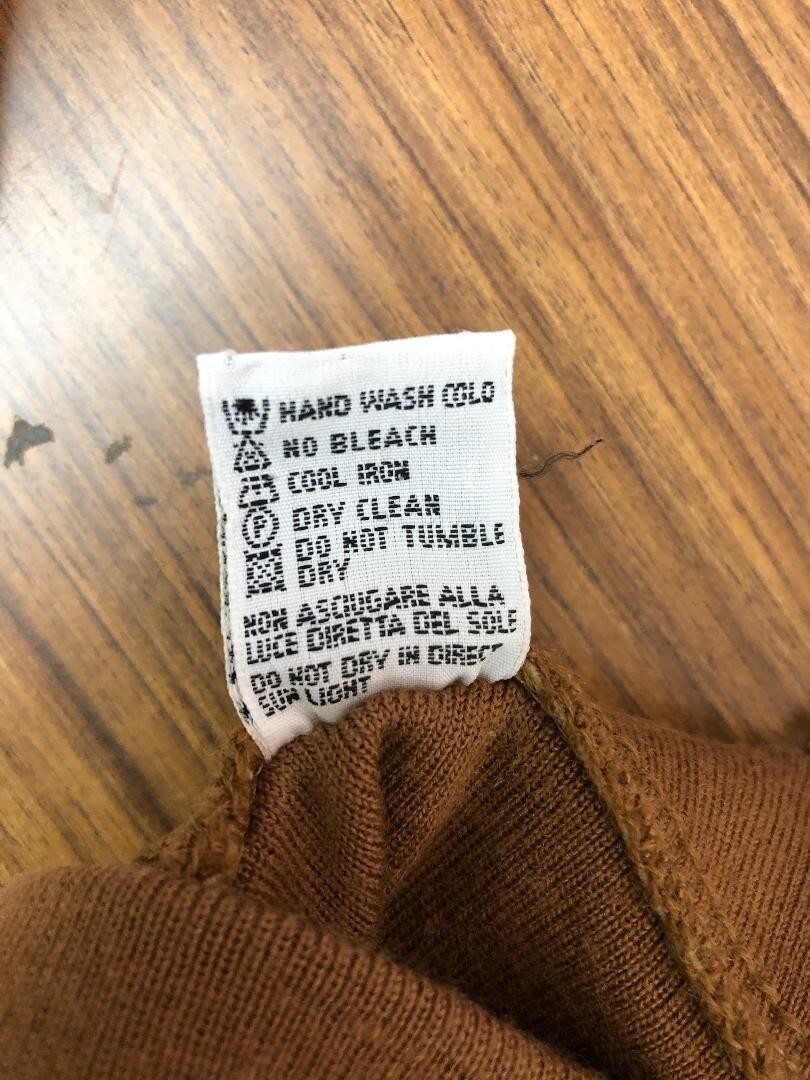 HAND WASH COLD
NO BLEACH
COOL IRON
P DRY CLEAN
DO NOT TUMBLE
DRY
NON ASCIUGARE ALLA
LUCE DIRETTA DEL SOLE
DO NOT DRY IN DIRECT
SUN LIGHT